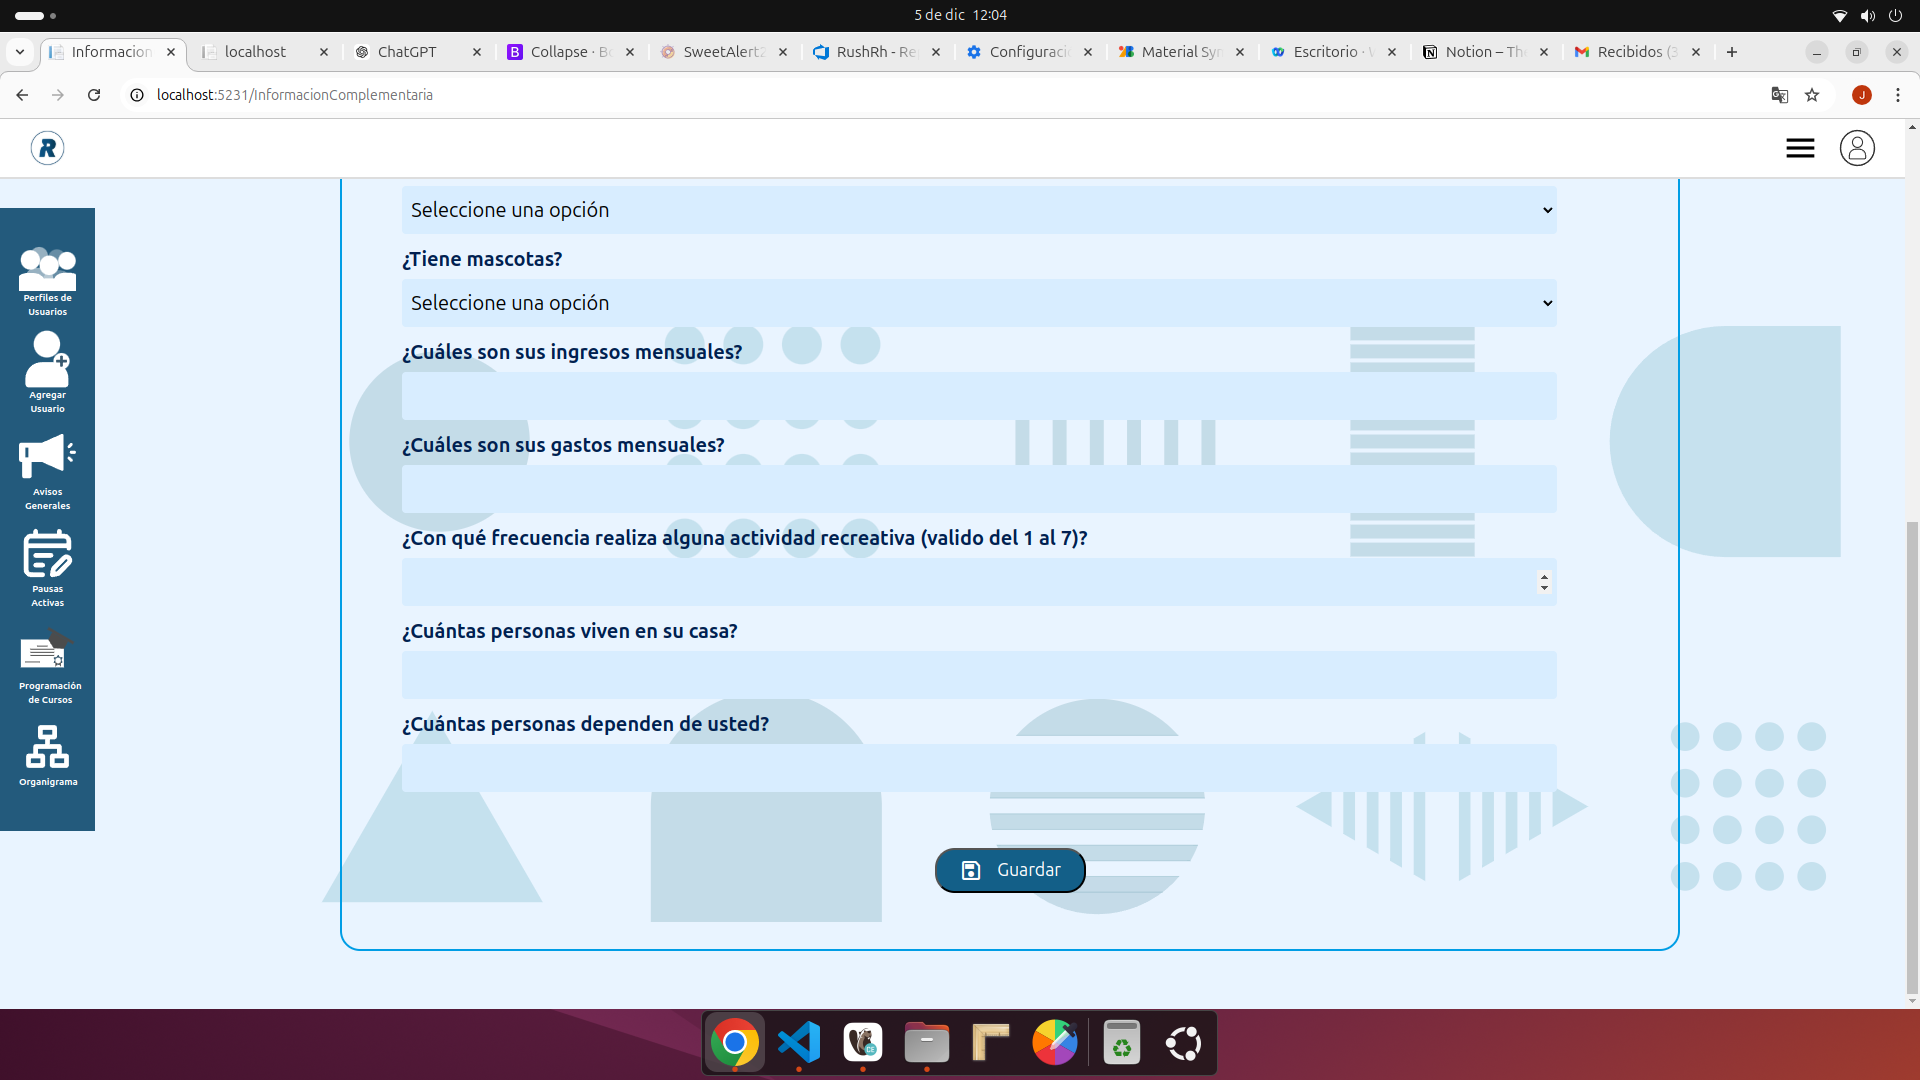 5 de dic 12:04
Informacion
localhost
ChatGPT
Collapse · Bo
SweetAlert2
RushRh - Rep
Configuraci
Material Sym
Escritorio ·
Notion – Th
Recibidos (3
localhost:5231/InformacionComplementaria
J
R
Perfiles de
Usuarios
Agregar
Usuario
Avisos
Generales
Pausas
Activas
Programación
de Cursos
Organigrama
Seleccione una opción
¿Tiene mascotas?
Seleccione una opción
¿Cuáles son sus ingresos mensuales?
¿Cuáles son sus gastos mensuales?
¿Con qué frecuencia realiza alguna actividad recreativa (valido del 1 al 7)?
¿Cuántas personas viven en su casa?
¿Cuántas personas dependen de usted?
Guardar